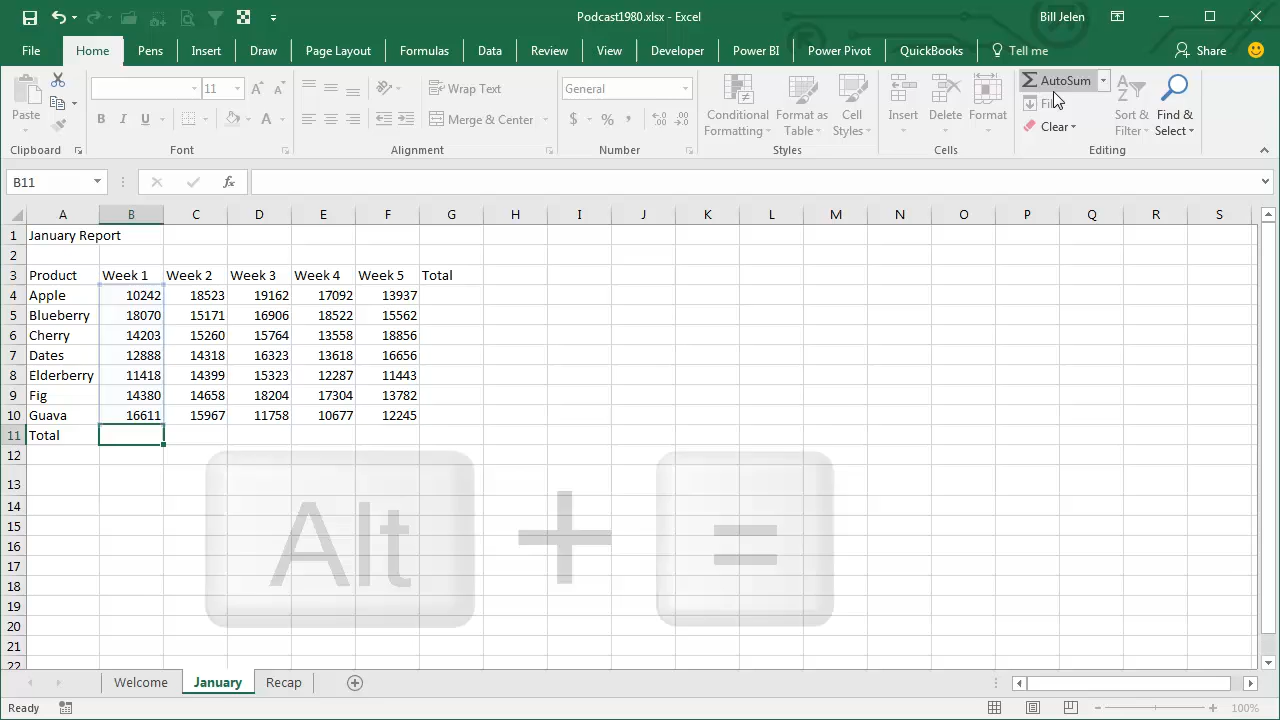 Podcast1980.xlsx - Excel
Bill Jelen
File Home Pens Insert Draw Page Layout Formulas Data Review View Developer Power BI Power Pivot QuickBooks Tell me Share
Paste
Clipboard
11
B I U A
Font
Wrap Text
Merge & Center
Alignment
General
$ % ,
Number
Conditional Formatting
Format as Table
Cell Styles
Styles
Insert Delete Format
Cells
AutoSum
Clear
Sort & Filter
Find & Select
Editing
B11 fx
A B C D E F G H I J K L M N O P Q R S
1 January Report
2
3 Product Week 1 Week 2 Week 3 Week 4 Week 5 Total
4 Apple 10242 18523 19162 17092 13937
5 Blueberry 18070 15171 16906 18522 15562
6 Cherry 14203 15260 15764 13558 18856
7 Dates 12888 14318 16323 13618 16656
8 Elderberry 11418 14399 15323 12287 11443
9 Fig 14380 14658 18204 17304 13782
10 Guava 16611 15967 11758 10677 12245
11 Total
12
13
14
15
16
17
18
19
20
21
22
Alt + =
Welcome January Recap
Ready
100%